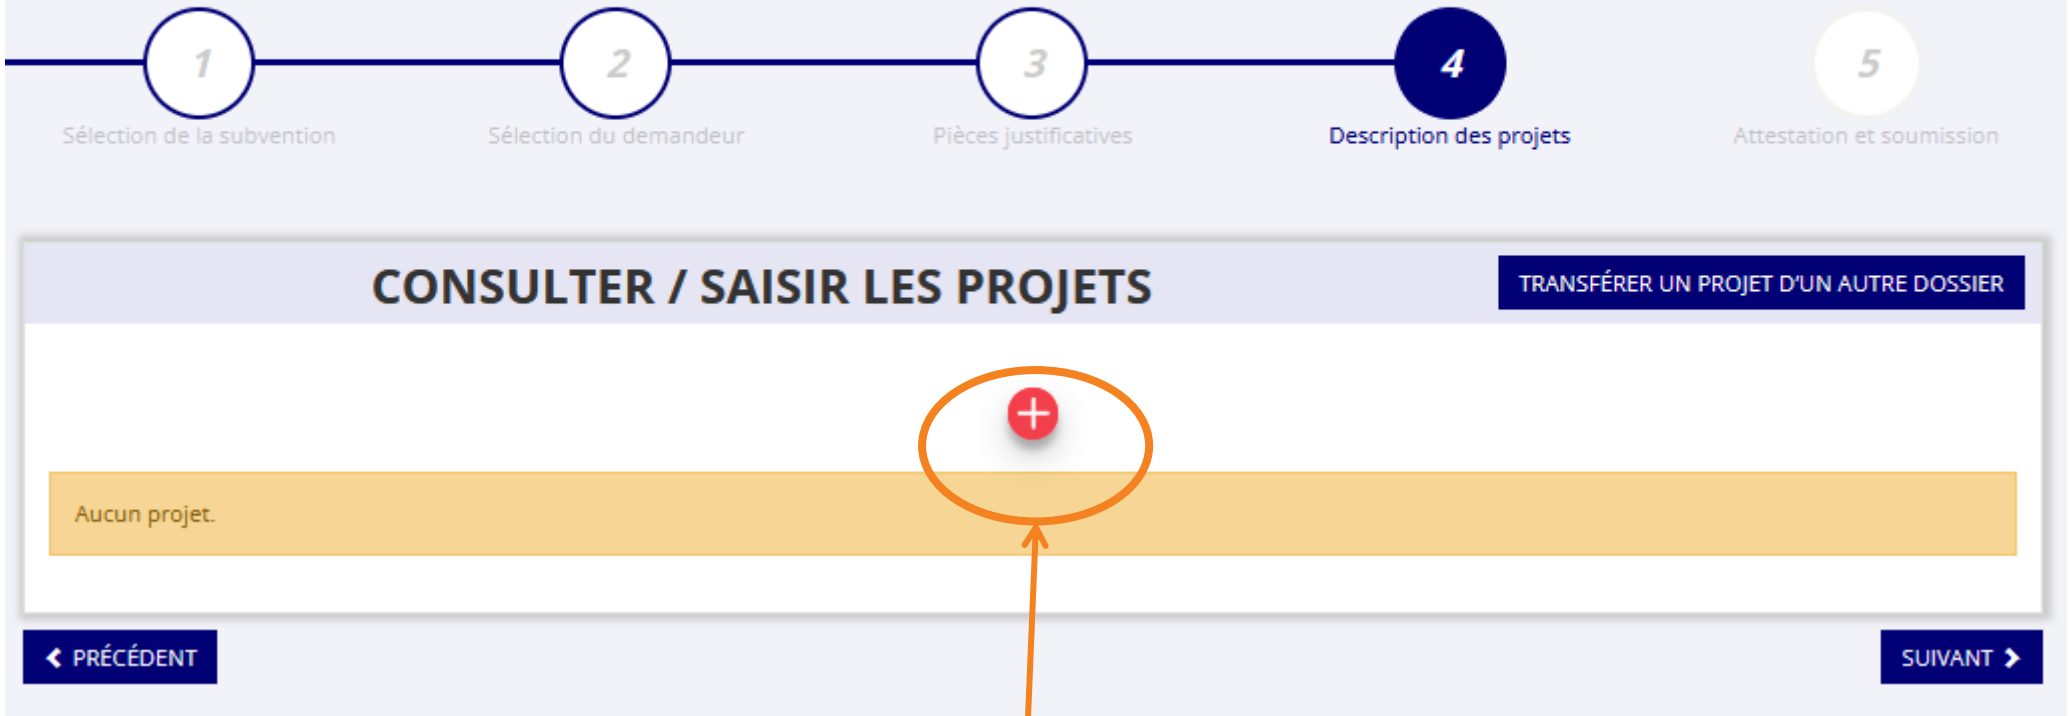 1 2 3 4 5
Sélection de la subvention Sélection du demandeur Pièces justificatives Description des projets Attestation et soumission
CONSULTER / SAISIR LES PROJETS TRANSFÉRER UN PROJET D'UN AUTRE DOSSIER
Aucun projet.
PRÉCÉDENT SUIVANT